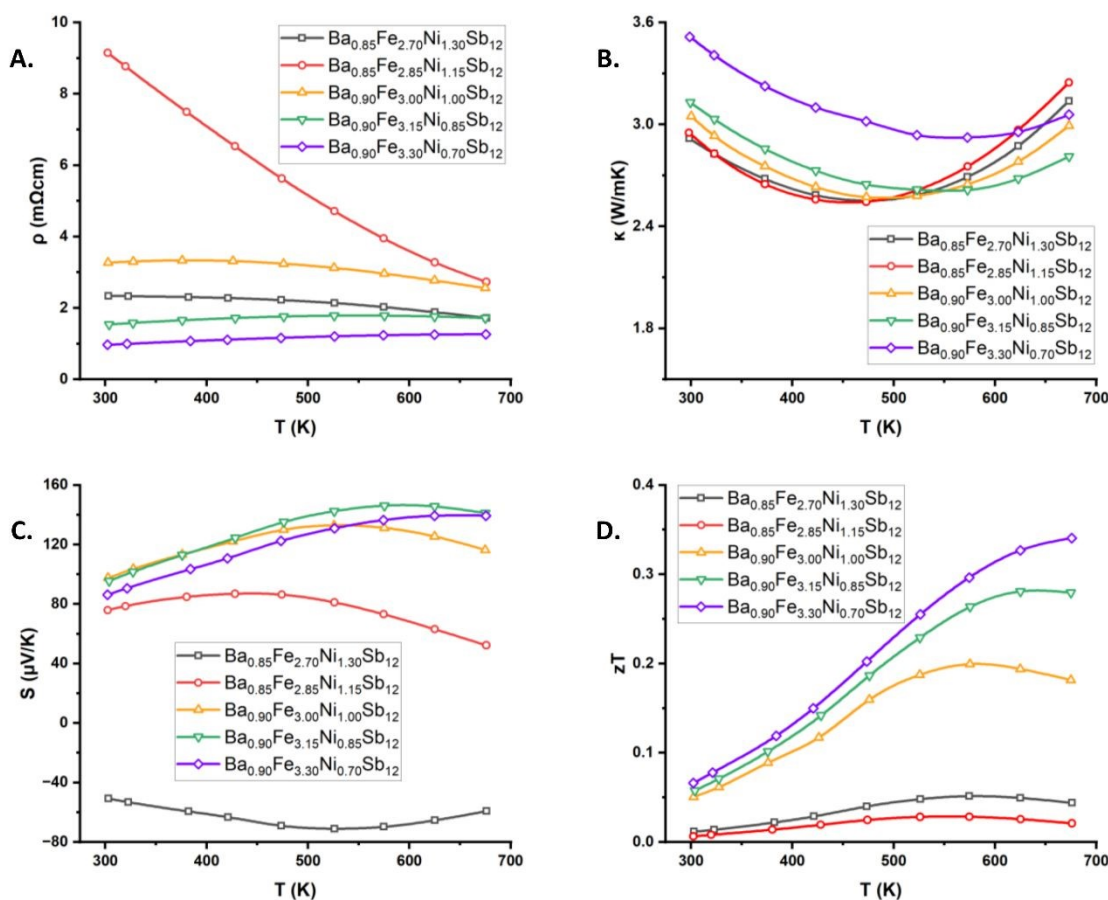 A.
10
8
6
4
2
0
ρ (mΩcm)
Ba0.85Fe2.70Ni1.30Sb12
Ba0.85Fe2.85Ni1.15Sb12
Ba0.90Fe3.00Ni1.00Sb12
Ba0.90Fe3.15Ni0.85Sb12
Ba0.90Fe3.30Ni0.70Sb12
300 400 500 600 700
T (K)
B.
3.6
3.0
2.4
1.8
κ (W/mK)
Ba0.85Fe2.70Ni1.30Sb12
Ba0.85Fe2.85Ni1.15Sb12
Ba0.90Fe3.00Ni1.00Sb12
Ba0.90Fe3.15Ni0.85Sb12
Ba0.90Fe3.30Ni0.70Sb12
300 400 500 600 700
T (K)
C.
160
120
80
40
0
−40
−80
S (µV/K)
Ba0.85Fe2.70Ni1.30Sb12
Ba0.85Fe2.85Ni1.15Sb12
Ba0.90Fe3.00Ni1.00Sb12
Ba0.90Fe3.15Ni0.85Sb12
Ba0.90Fe3.30Ni0.70Sb12
300 400 500 600 700
T (K)
D.
0.4
0.3
0.2
0.1
0.0
zT
Ba0.85Fe2.70Ni1.30Sb12
Ba0.85Fe2.85Ni1.15Sb12
Ba0.90Fe3.00Ni1.00Sb12
Ba0.90Fe3.15Ni0.85Sb12
Ba0.90Fe3.30Ni0.70Sb12
300 400 500 600 700
T (K)